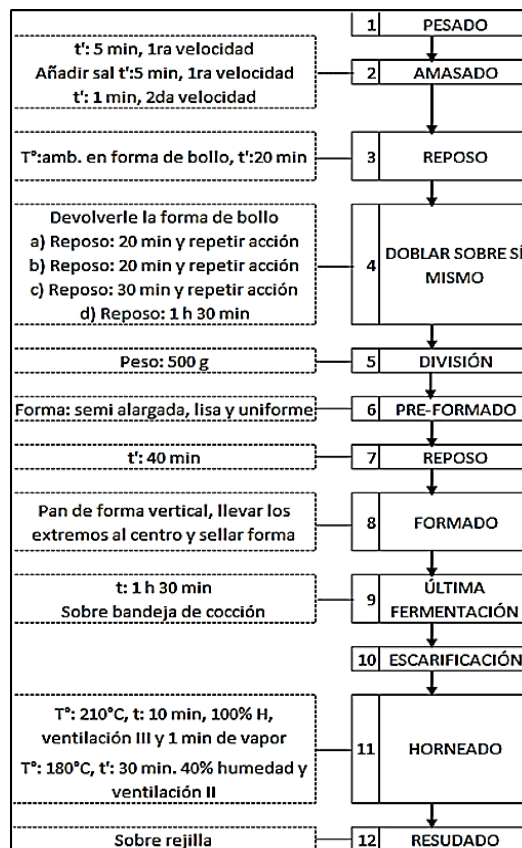 1 PESADO
t': 5 min, 1ra velocidad
Añadir sal t':5 min, 1ra velocidad
t': 1 min, 2da velocidad
2 AMASADO
T°:amb. en forma de bollo, t':20 min
3 REPOSO
Devolverle la forma de bollo
a) Reposo: 20 min y repetir acción
b) Reposo: 20 min y repetir acción
c) Reposo: 30 min y repetir acción
d) Reposo: 1 h 30 min
4 DOBLAR SOBRE SÍ
MISMO
Peso: 500 g
5 DIVISIÓN
Forma: semi alargada, lisa y uniforme
6 PRE-FORMADO
t': 40 min
7 REPOSO
Pan de forma vertical, llevar los
extremos al centro y sellar forma
8 FORMADO
t: 1 h 30 min
Sobre bandeja de cocción
9 ÚLTIMA
FERMENTACIÓN
10 ESCARIFICACIÓN
T°: 210°C, t: 10 min, 100% H,
ventilación III y 1 min de vapor
T°: 180°C, t': 30 min. 40% humedad y
ventilación II
11 HORNEADO
Sobre rejilla
12 RESUDADO